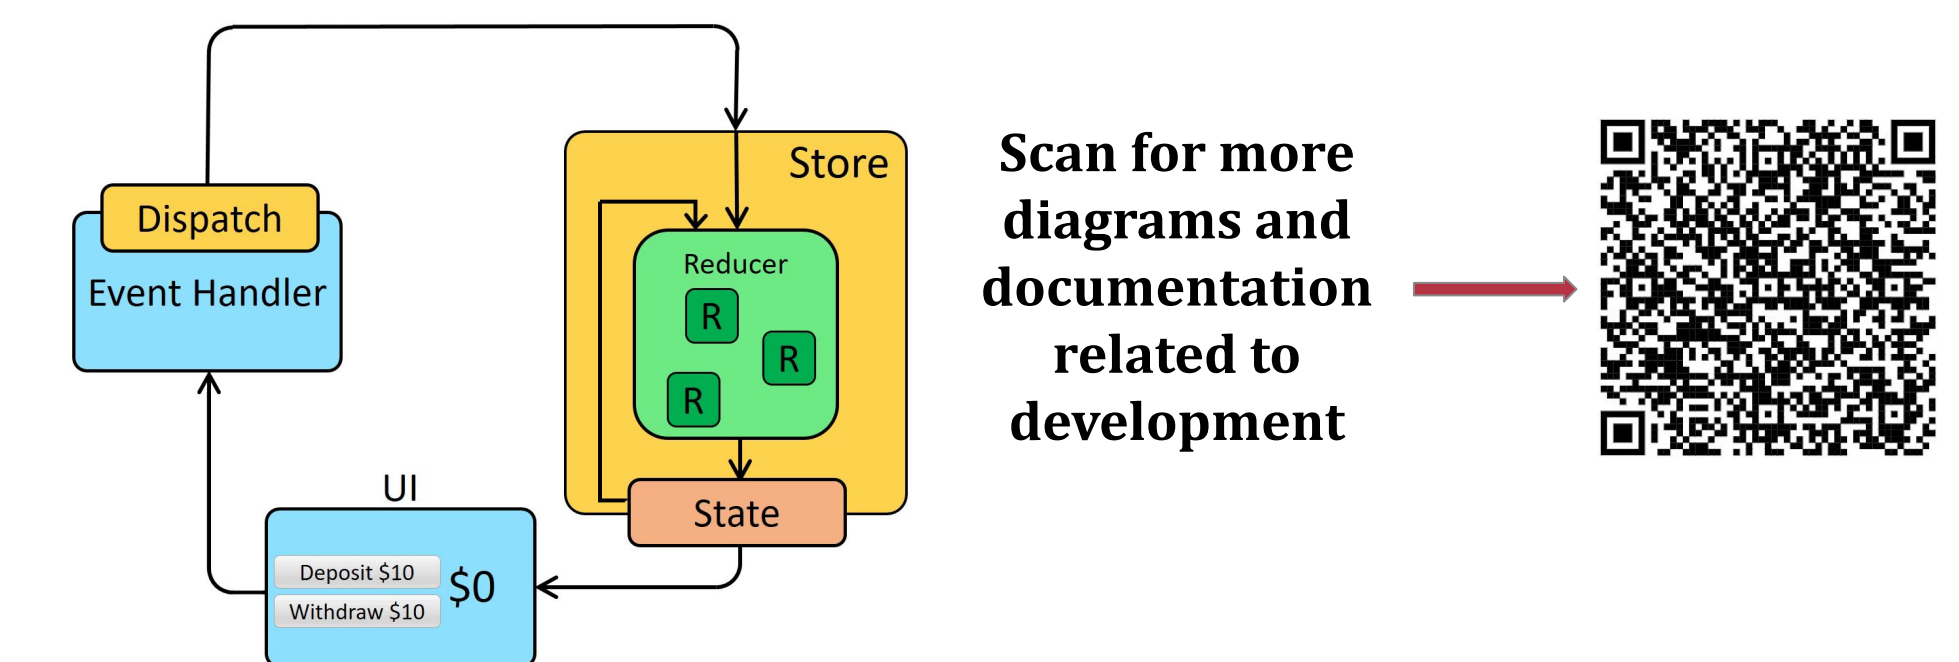 Store
Dispatch
Event Handler
Reducer
R
R
R
State
UI
Deposit $10
$0
Withdraw $10
Scan for more
diagrams and
documentation
related to
development